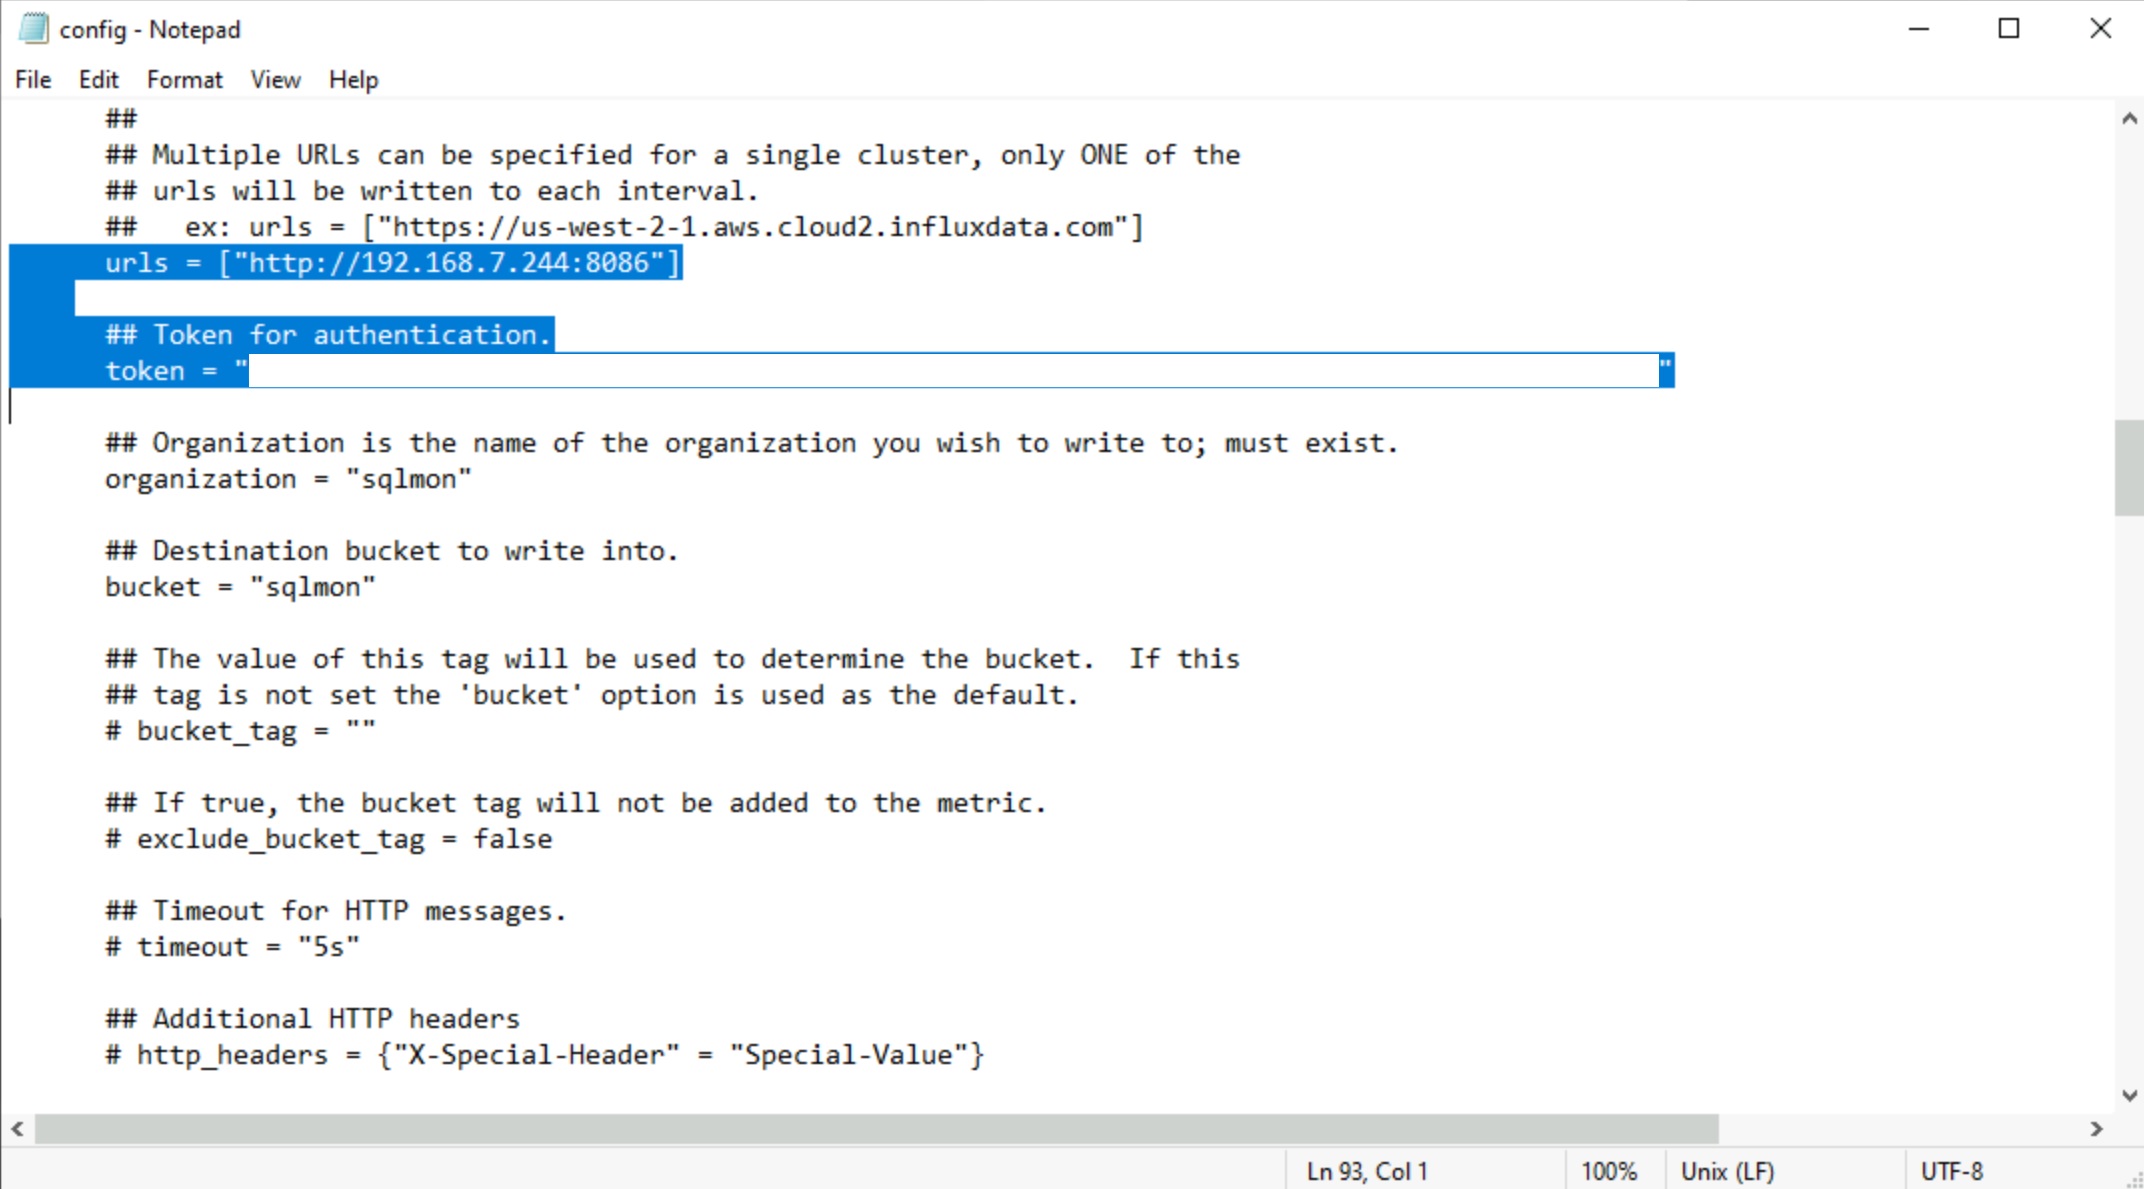 config - Notepad
File Edit Format View Help
##
## Multiple URLs can be specified for a single cluster, only ONE of the
## urls will be written to each interval.
##   ex: urls = ["https://us-west-2-1.aws.cloud2.influxdata.com"]
urls = ["http://192.168.7.244:8086"]
## Token for authentication.
token = " "
## Organization is the name of the organization you wish to write to; must exist.
organization = "sqlmon"
## Destination bucket to write into.
bucket = "sqlmon"
## The value of this tag will be used to determine the bucket.  If this
## tag is not set the 'bucket' option is used as the default.
# bucket_tag = ""
## If true, the bucket tag will not be added to the metric.
# exclude_bucket_tag = false
## Timeout for HTTP messages.
# timeout = "5s"
## Additional HTTP headers
# http_headers = {"X-Special-Header" = "Special-Value"}
Ln 93, Col 1 100% Unix (LF) UTF-8